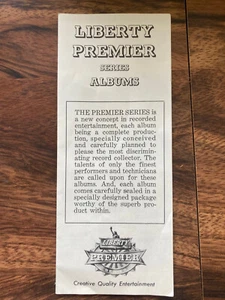 LIBERTY
PREMIER
SERIES
ALBUMS
THE PREMIER SERIES is
a new concept in recorded
entertainment, each album
being a complete produc-
tion, specially conceived
and carefully planned to
please the most discrimin-
ating record collector. The
talents of only the finest
performers and technicians
are called upon for these
albums. And, each album
comes carefully sealed in a
specially designed package
worthy of the superb pro-
duct within.
LIBERTY
PREMIER
Creative Quality Entertainment